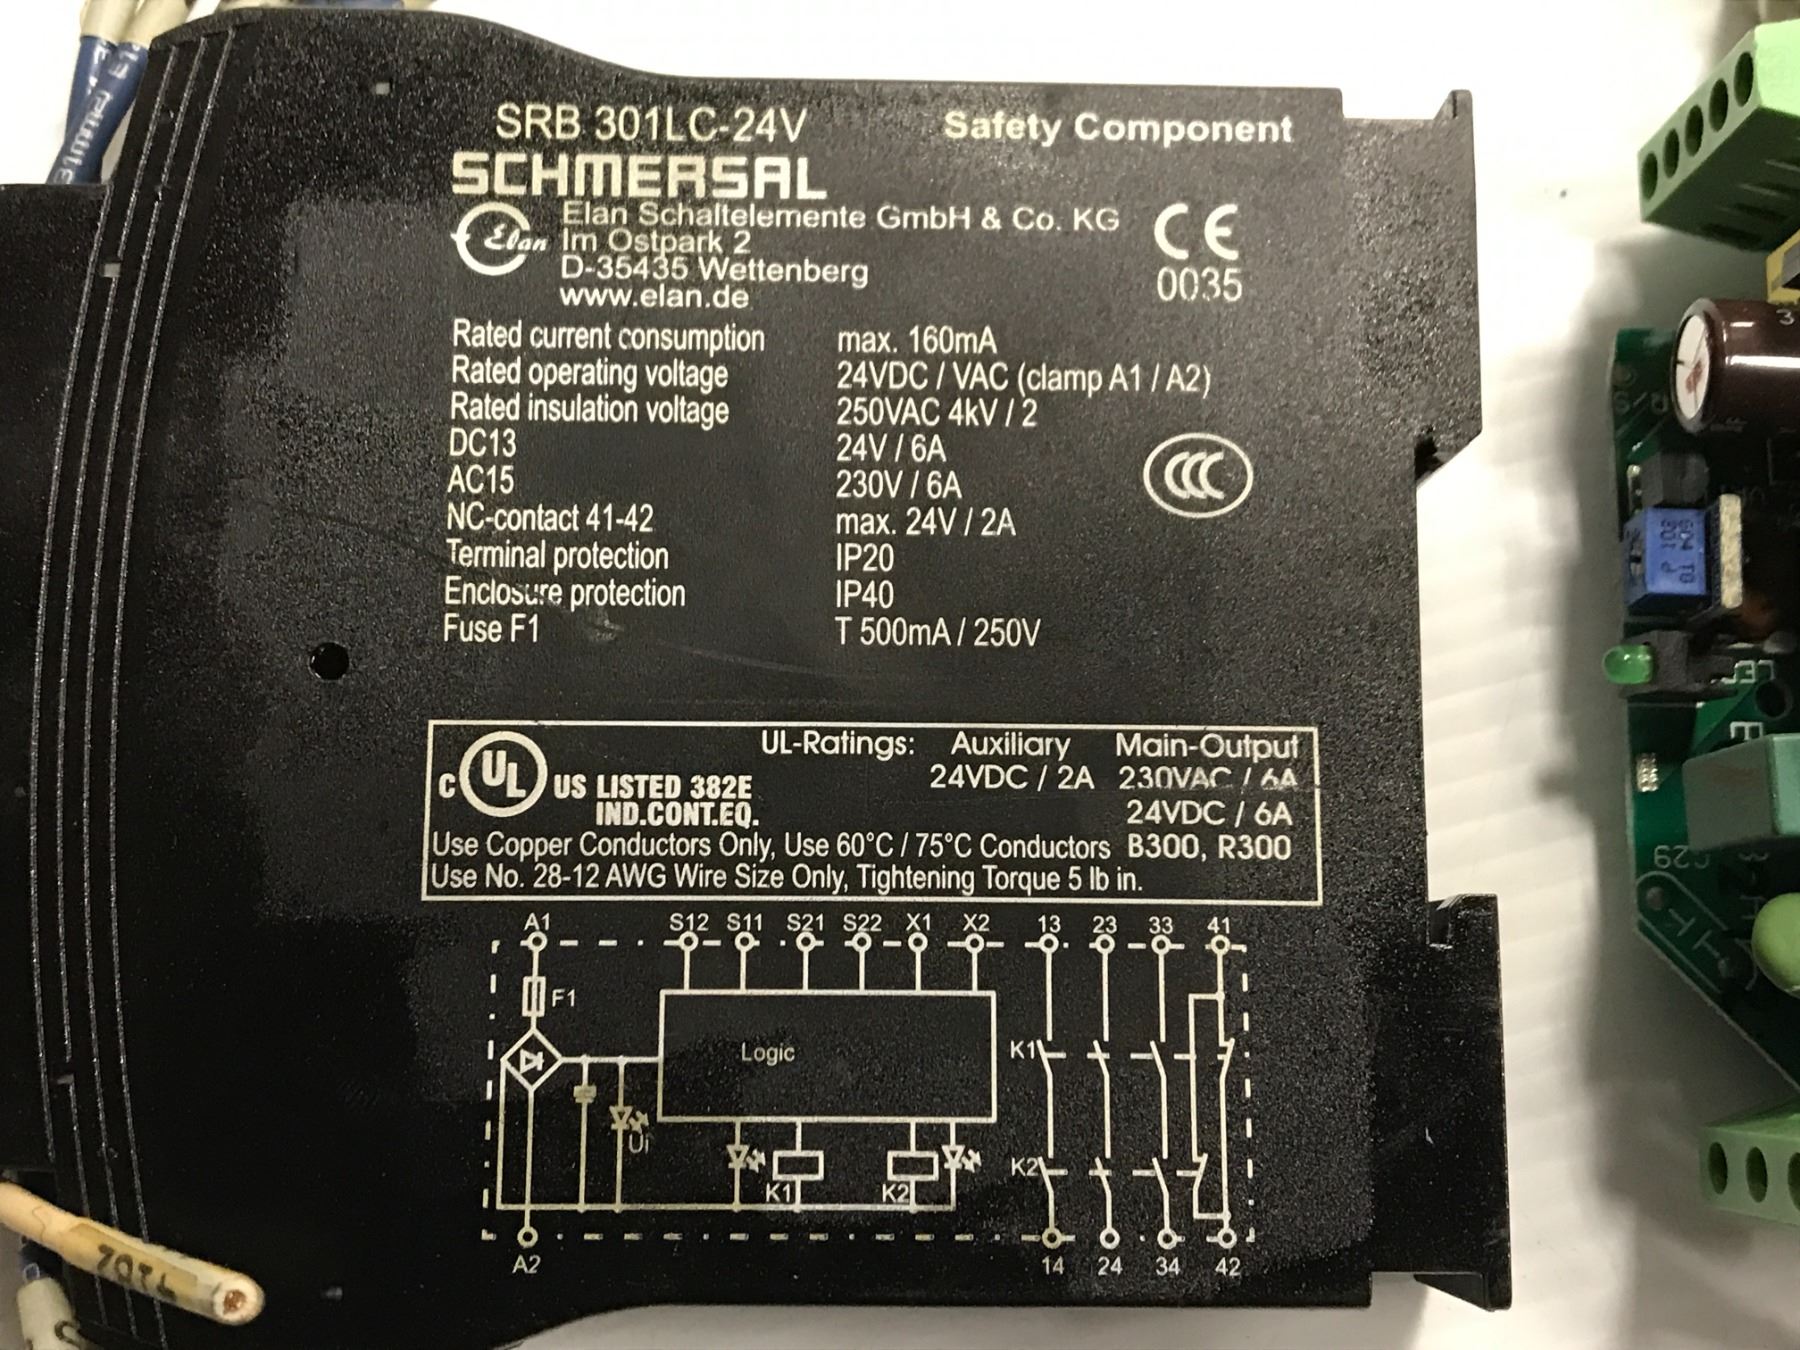 SRB 301LC-24V Safety Component
SCHMERSAL
Elan
Elan Schaltelemente GmbH & Co. KG
Im Ostpark 2
D-35435 Wettenberg
www.elan.de
CE
0035
Rated current consumption max. 160mA
Rated operating voltage 24VDC / VAC (clamp A1 / A2)
Rated insulation voltage 250VAC 4kV / 2
DC13 24V / 6A
AC15 230V / 6A
CCC
NC-contact 41-42 max. 24V / 2A
Terminal protection IP20
Enclosure protection IP40
Fuse F1 T 500mA / 250V
UL-Ratings: Auxiliary Main-Output
24VDC / 2A 230VAC / 6A
C UL US LISTED 382E
IND.CONT.EQ. 24VDC / 6A
Use Copper Conductors Only, Use 60°C / 75°C Conductors B300, R300
Use No. 28-12 AWG Wire Size Only, Tightening Torque 5 lb in.
A1 S12 S11 S21 S22 X1 X2 13 23 33 41
F1
Logic
K1
Ui
K2
K1 K2
A2 14 24 34 42
C29